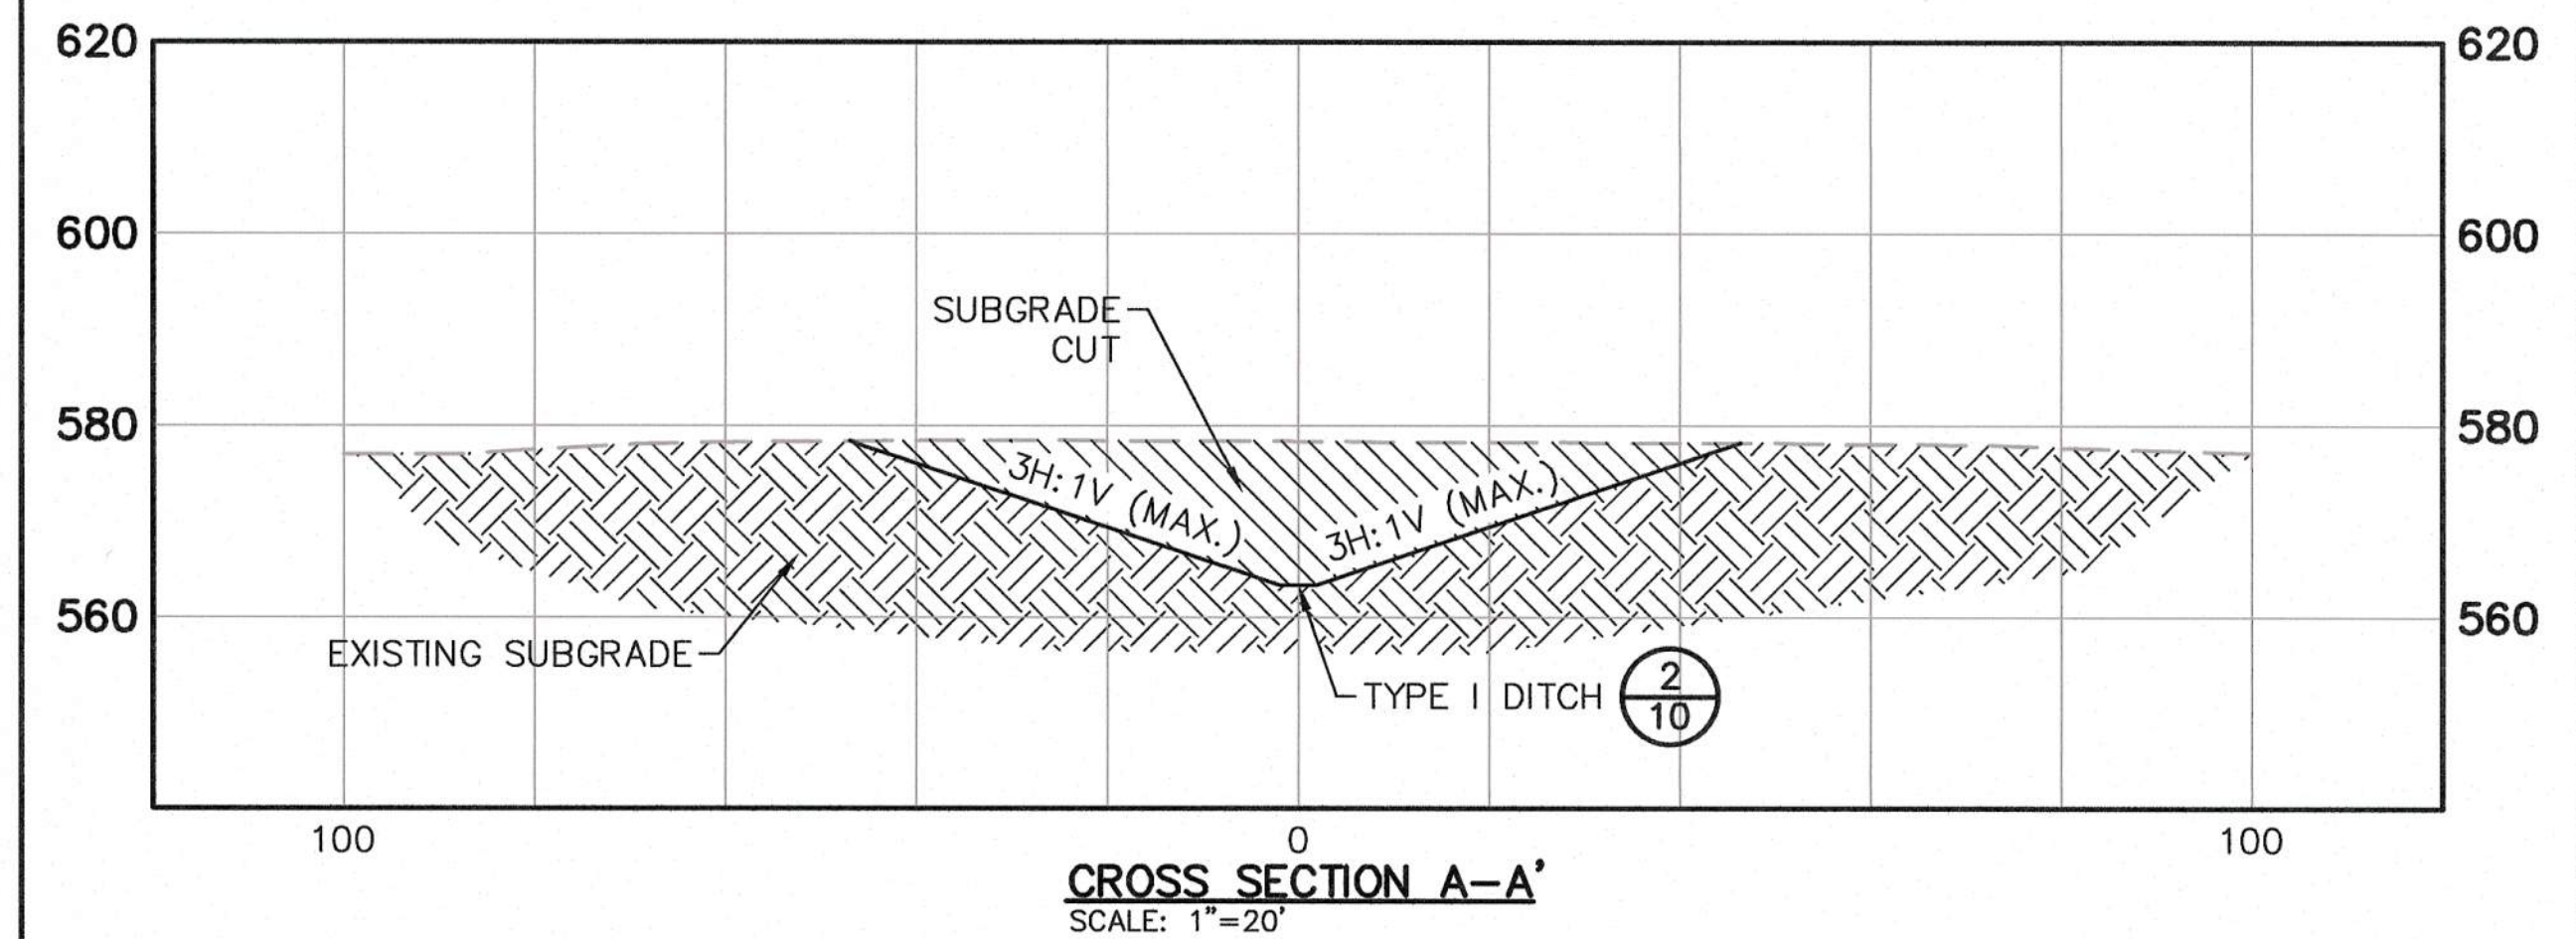 620 620
600 600
SUBGRADE
CUT
580 580
3H:1V (MAX.) 3H:1V (MAX.)
560 560
EXISTING SUBGRADE
TYPE I DITCH
2
10
100 0 100
CROSS SECTION A-A'
SCALE: 1"=20'